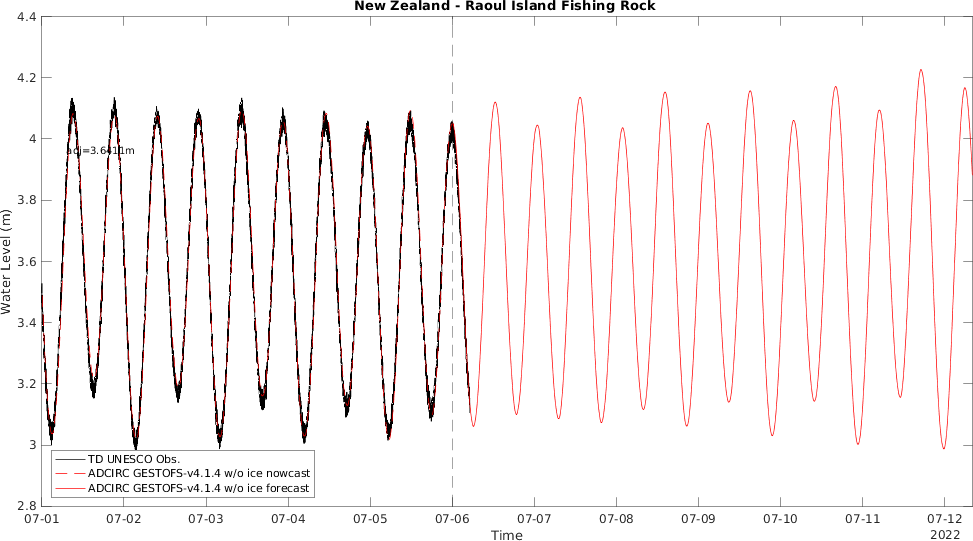 New Zealand - Raoul Island Fishing Rock
4.4
4.2
4
3.8
3.6
3.4
3.2
3
2.8
Water Level (m)
adj=3.6411m
TD UNESCO Obs.
ADCIRC GESTOFS-v4.1.4 w/o ice nowcast
ADCIRC GESTOFS-v4.1.4 w/o ice forecast
07-01 07-02 07-03 07-04 07-05 07-06 07-07 07-08 07-09 07-10 07-11 07-12
Time
2022